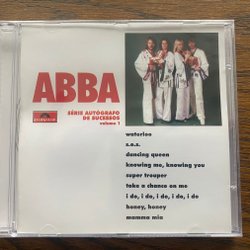 ABBA
SÉRIE AUTÓGRAFO
DE SUCESSOS
volume 1
waterloo
s.o.s.
dancing queen
knowing me, knowing you
super trouper
take a chance on me
i do, i do, i do, i do, i do
honey, honey
mamma mia